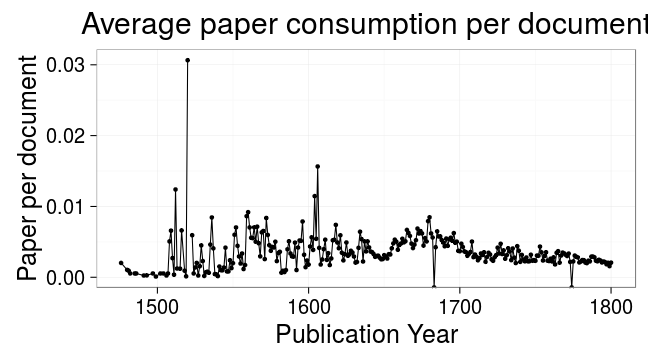 Average paper consumption per document
Paper per document
0.03
0.02
0.01
0.00
1500 1600 1700 1800
Publication Year